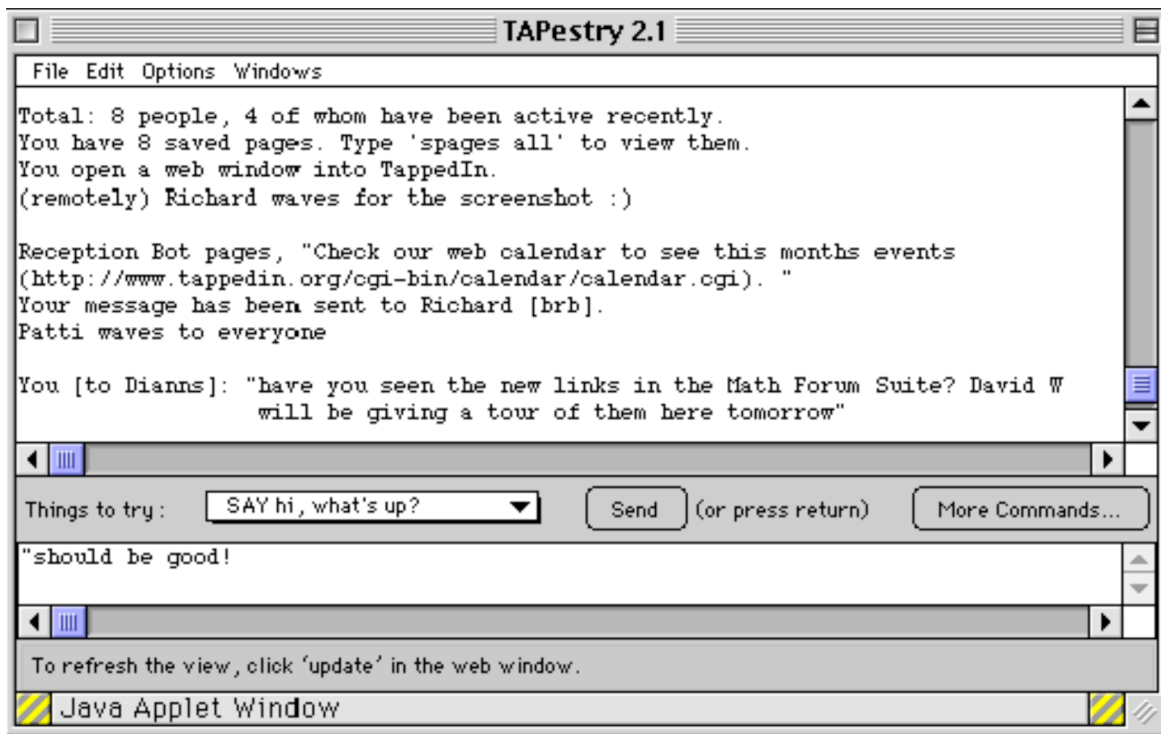 TAPestry 2.1
File Edit Options Windows
Total: 8 people, 4 of whom have been active recently.
You have 8 saved pages. Type 'spages all' to view them.
You open a web window into TappedIn.
(remotely) Richard waves for the screenshot :)
Reception Bot pages, "Check our web calendar to see this months events
(http://www.tappedin.org/cgi-bin/calendar/calendar.cgi). "
Your message has been sent to Richard [brb].
Patti waves to everyone
You [to Dianns]: "have you seen the new links in the Math Forum Suite? David W
will be giving a tour of them here tomorrow"
Things to try: SAY hi, what's up? Send (or press return) More Commands...
"should be good!
To refresh the view, click 'update' in the web window.
Java Applet Window